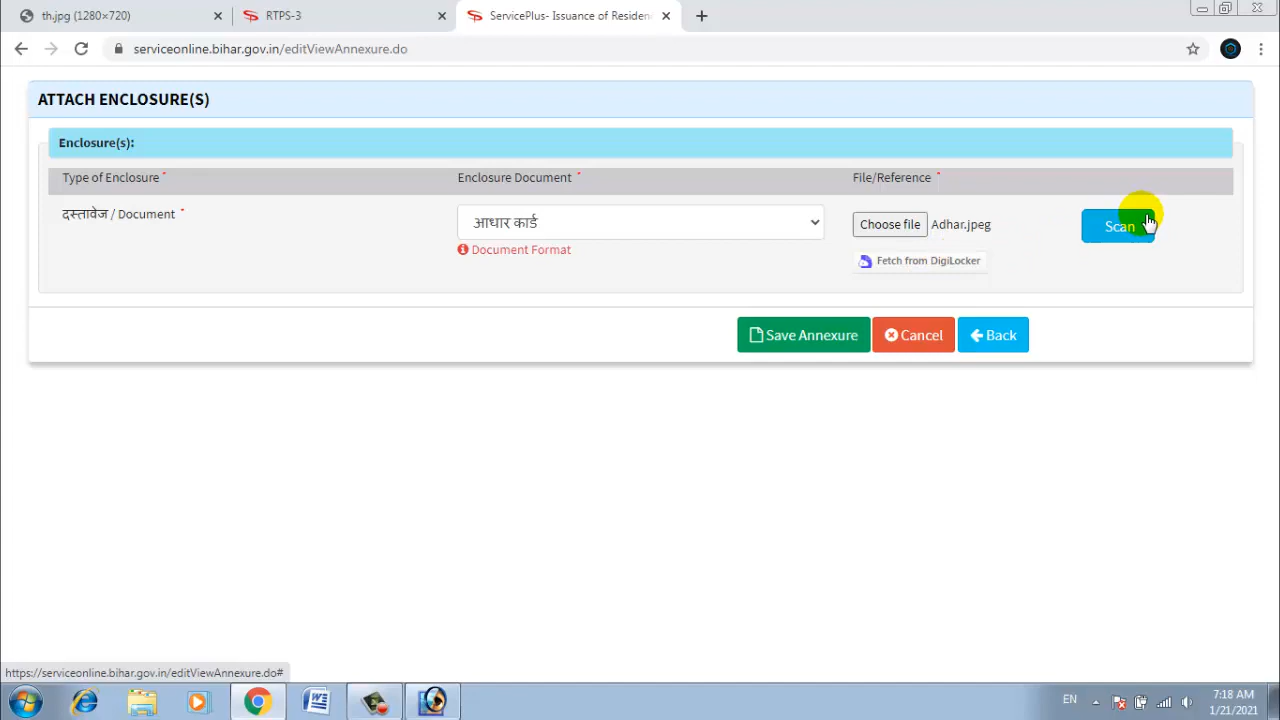 th.jpg (1280×720)
RTPS-3
ServicePlus- Issuance of Residen
serviceonline.bihar.gov.in/editViewAnnexure.do
ATTACH ENCLOSURE(S)
Enclosure(s):
Type of Enclosure * Enclosure Document * File/Reference *
दस्तावेज / Document * आधार कार्ड Choose file Adhar.jpeg Scan
Document Format
Fetch from DigiLocker
Save Annexure Cancel Back
https://serviceonline.bihar.gov.in/editViewAnnexure.do#
EN 7:18 AM
1/21/2021